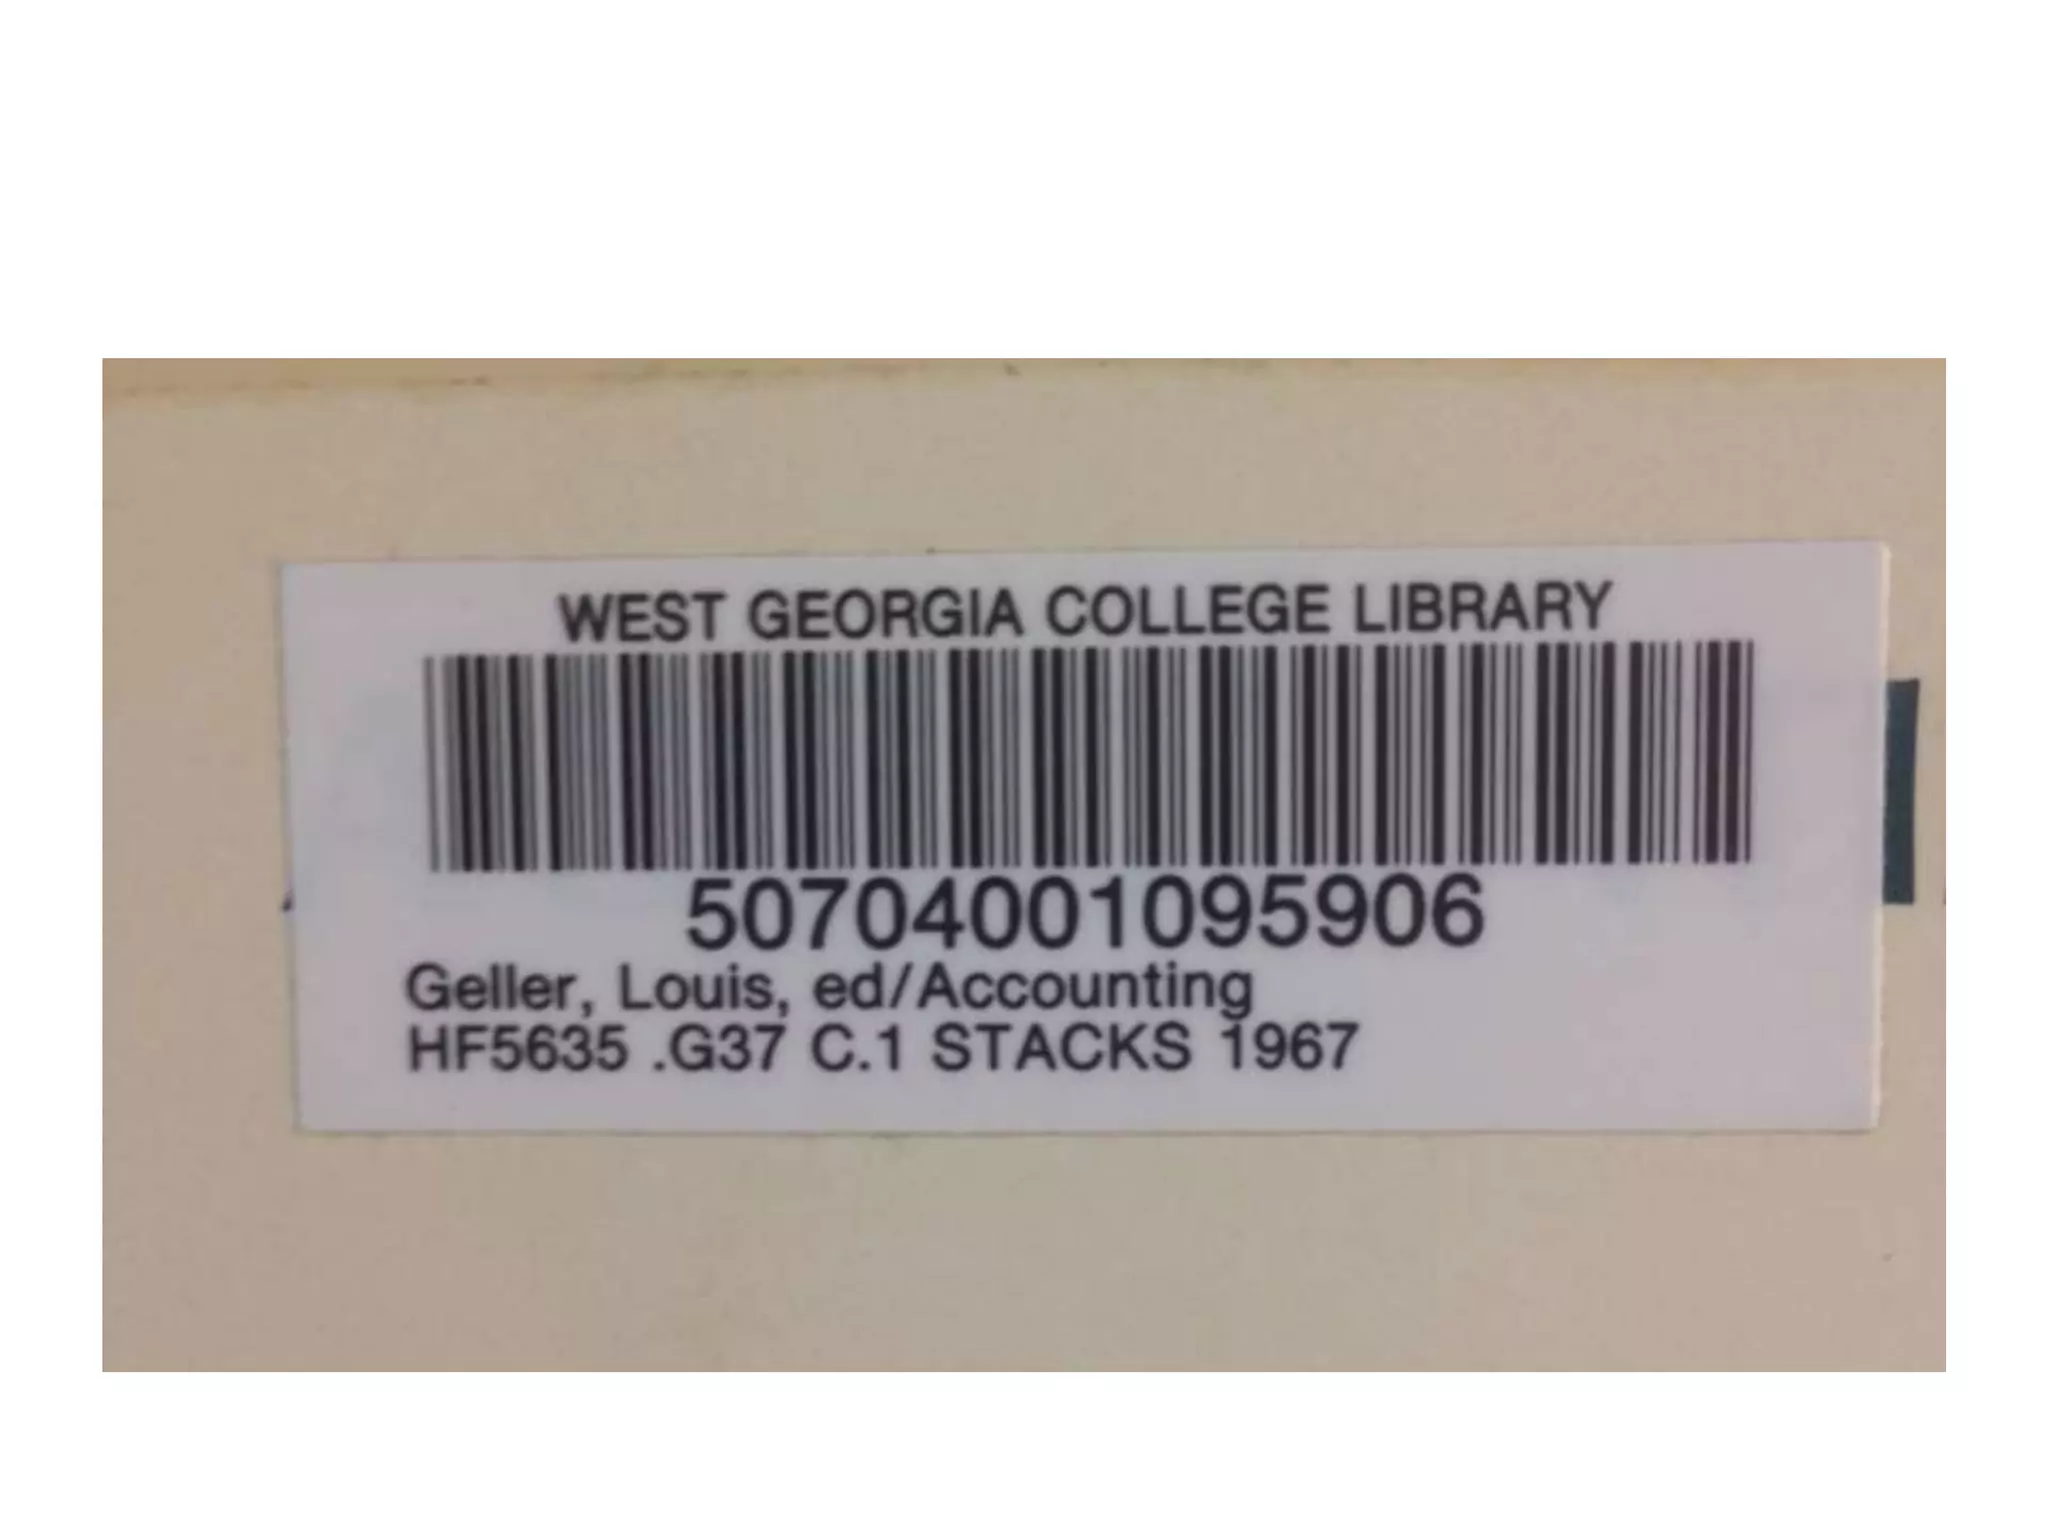 WEST GEORGIA COLLEGE LIBRARY
50704001095906
Geller, Louis, ed/Accounting
HF5635 .G37 C.1 STACKS 1967